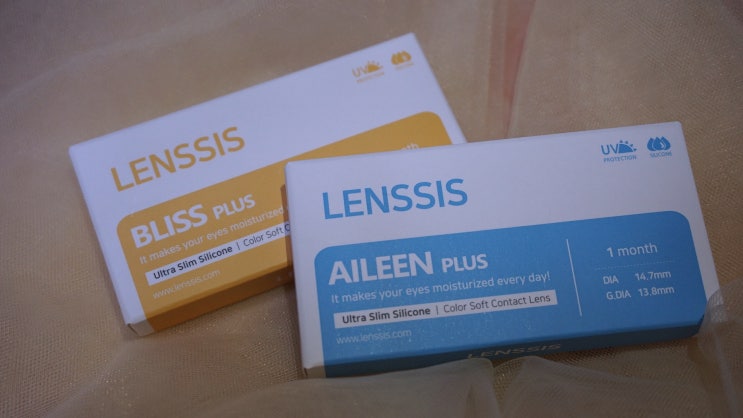 UV
PROTECTION
SILICONE
LENSSIS
BLISS PLUS
It makes your eyes moisturized
Ultra Slim Silicone | Color Soft C
www.lenssis.com
UV
PROTECTION
SILICONE
LENSSIS
AILEEN PLUS
It makes your eyes moisturized every day!
Ultra Slim Silicone | Color Soft Contact Lens
www.lenssis.com
1 month
DIA 14.7mm
G.DIA 13.8mm
LENSSIS